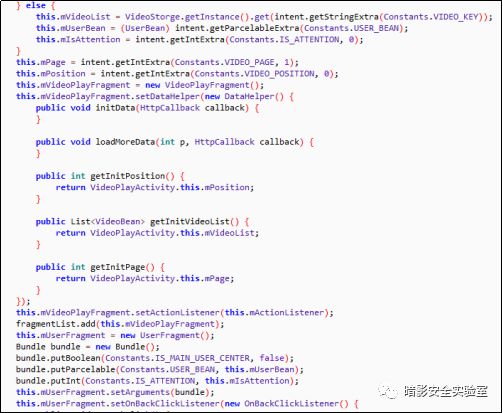 } else {
this.mVideoList = VideoStorge.getInstance().get(intent.getStringExtra(Constants.VIDEO_KEY));
this.mUserBean = (UserBean) intent.getParcelableExtra(Constants.USER_BEAN);
this.mIsAttention = intent.getIntExtra(Constants.IS_ATTENTION, 0);
}
this.mPage = intent.getIntExtra(Constants.VIDEO_PAGE, 1);
this.mPosition = intent.getIntExtra(Constants.VIDEO_POSITION, 0);
this.mVideoPlayFragment = new VideoPlayFragment();
this.mVideoPlayFragment.setDataHelper(new DataHelper() {
public void initData(HttpCallback callback) {
}
public void loadMoreData(int p, HttpCallback callback) {
}
public int getInitPosition() {
return VideoPlayActivity.this.mPosition;
}
public List<VideoBean> getInitVideoList() {
return VideoPlayActivity.this.mVideoList;
}
public int getInitPage() {
return VideoPlayActivity.this.mPage;
}
});
this.mVideoPlayFragment.setActionListener(this.mActionListener);
fragmentList.add(this.mVideoPlayFragment);
this.mUserFragment = new UserFragment();
Bundle bundle = new Bundle();
bundle.putBoolean(Constants.IS_MAIN_USER_CENTER, false);
bundle.putParcelable(Constants.USER_BEAN, this.mUserBean);
bundle.putInt(Constants.IS_ATTENTION, this.mIsAttention);
this.mUserFragment.setArguments(bundle);
this.mUserFragment.setOnBackClickListener(new OnBackClickListener() {
暗影安全实验室